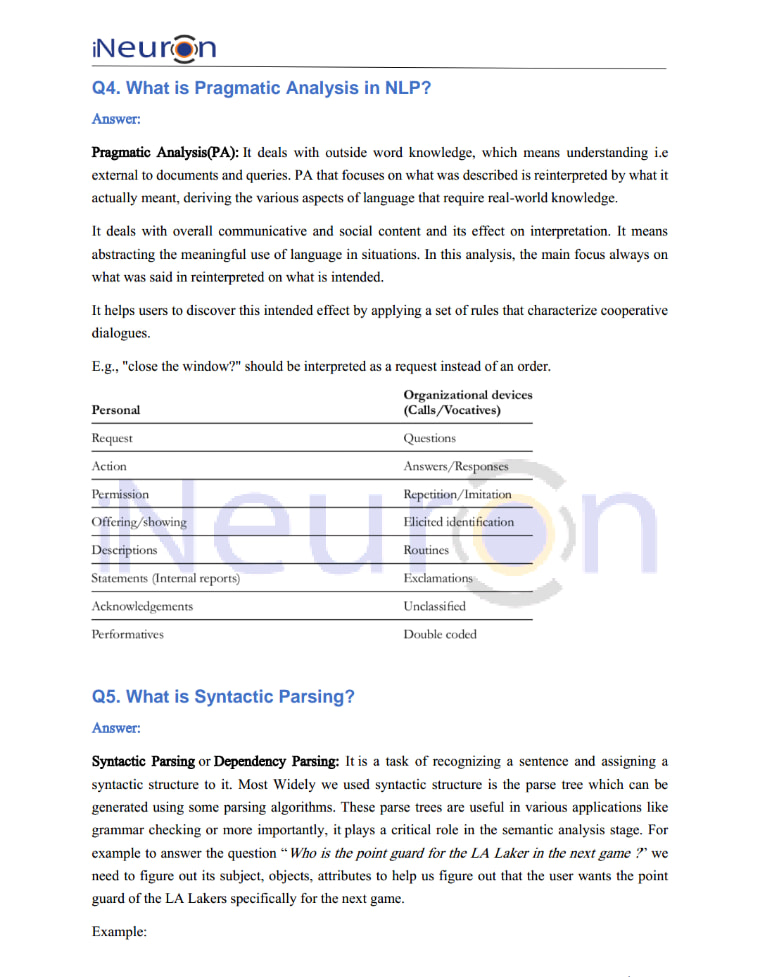 iNeuron
Q4. What is Pragmatic Analysis in NLP?
Answer:
Pragmatic Analysis(PA): It deals with outside word knowledge, which means understanding i.e
external to documents and queries. PA that focuses on what was described is reinterpreted by what it
actually meant, deriving the various aspects of language that require real-world knowledge.
It deals with overall communicative and social content and its effect on interpretation. It means
abstracting the meaningful use of language in situations. In this analysis, the main focus always on
what was said in reinterpreted on what is intended.
It helps users to discover this intended effect by applying a set of rules that characterize cooperative
dialogues.
E.g., "close the window?" should be interpreted as a request instead of an order.
Organizational devices
Personal (Calls/Vocatives)
Request Questions
Action Answers/Responses
Permission Repetition/Imitation
Offering/showing Elicited identification
Descriptions Routines
Statements (Internal reports) Exclamations
Acknowledgements Unclassified
Performatives Double coded
iNeuron
Q5. What is Syntactic Parsing?
Answer:
Syntactic Parsing or Dependency Parsing: It is a task of recognizing a sentence and assigning a
syntactic structure to it. Most Widely we used syntactic structure is the parse tree which can be
generated using some parsing algorithms. These parse trees are useful in various applications like
grammar checking or more importantly, it plays a critical role in the semantic analysis stage. For
example to answer the question “ Who is the point guard for the LA Laker in the next game ?” we
need to figure out its subject, objects, attributes to help us figure out that the user wants the point
guard of the LA Lakers specifically for the next game.
Example: